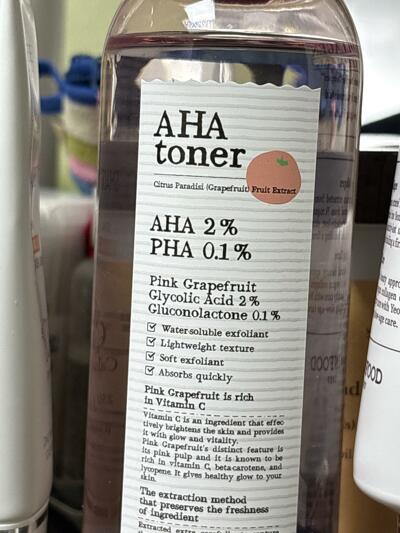 AHA
toner
Citrus Paradisi (Grapefruit) Fruit Extract
AHA 2%
PHA 0.1%
Pink Grapefruit
Glycolic Acid 2%
Gluconolactone 0.1%
Watersoluble exfoliant
Lightweight texture
Soft exfoliant
Absorbs quickly
Pink Grapefruit is rich
in Vitamin C
Vitamin C is an ingredient that effec
tively brightens the skin and provides
it with glow and vitality.
Pink Grapefruit's distinct feature is
its pink pulp and it is known to be
rich in vitamin C, beta-carotene, and
lycopene. It gives healthy glow to your
skin.
The extraction method
that preserves the freshness
of ingredient